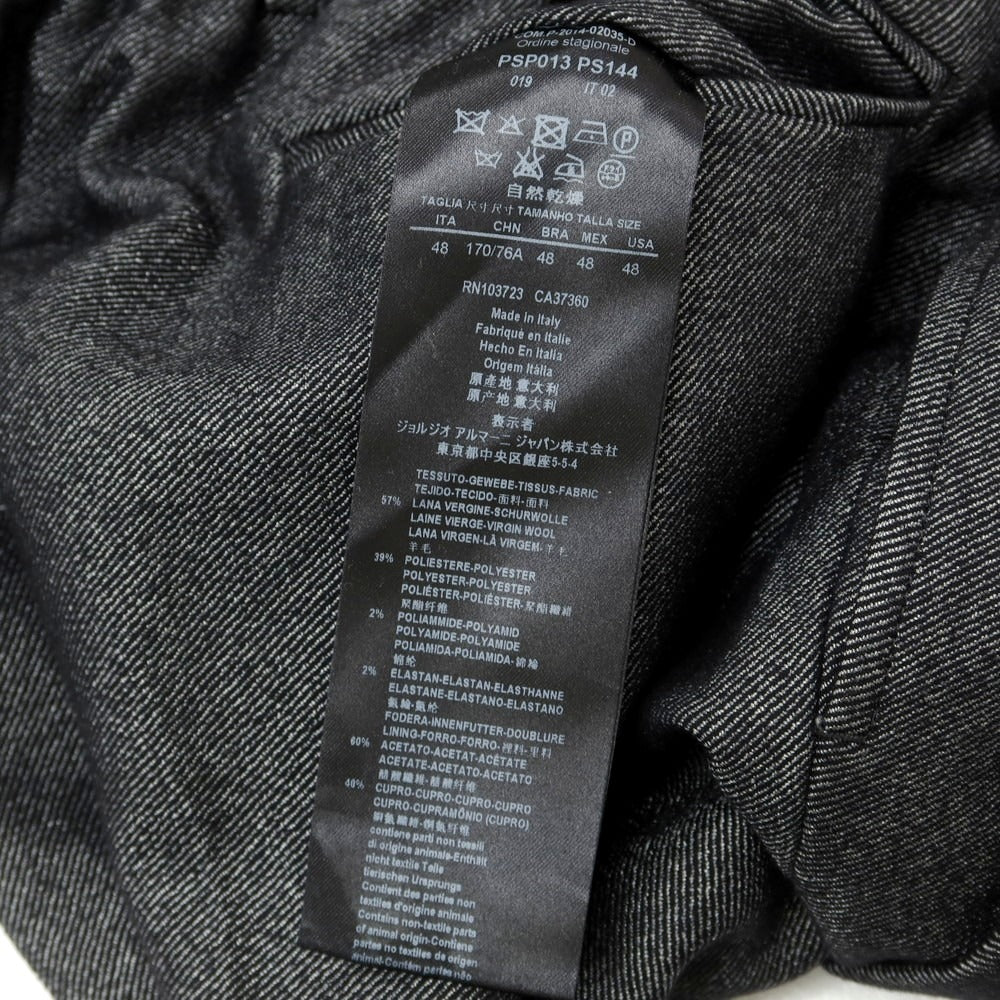 COM.P-2014-02035-D
Ordine stagionale
PSP013 PS144
019 IT 02
P
ドライ
自然乾燥
TAGLIA 尺寸 尺寸 TAMANHO TALLA SIZE
ITA CHN BRA MEX USA
48 170/76A 48 48 48
RN103723 CA37360
Made in Italy
Fabriqué en Italie
Hecho En Italia
Origem Itália
原產地 意大利
原产地 意大利
表示者
ジョルジオ アルマーニ ジャパン株式会社
東京都中央区銀座5-5-4
TESSUTO-GEWEBE-TISSUS-FABRIC
TEJIDO-TECIDO-面料-面料
57% LANA VERGINE-SCHURWOLLE
LAINE VIERGE-VIRGIN WOOL
LANA VIRGEN-LÀ VIRGEM-羊毛
羊毛
39% POLIESTERE-POLYESTER
POLYESTER-POLYESTER
POLIÉSTER-POLIÉSTER-聚酯纖維
聚酯纤维
2% POLIAMMIDE-POLYAMID
POLYAMIDE-POLYAMIDE
POLIAMIDA-POLIAMIDA-錦綸
锦纶
2% ELASTAN-ELASTAN-ELASTHANNE
ELASTANE-ELASTANO-ELASTANO
氨綸-氨纶
FODERA-INNENFUTTER-DOUBLURE
LINING-FORRO-FORRO-裡料-里料
60% ACETATO-ACETAT-ACÉTATE
ACETATE-ACETATO-ACETATO
醋酸纖維-醋酸纤维
40% CUPRO-CUPRO-CUPRO-CUPRO
CUPRO-CUPRAMÔNIO (CUPRO)
銅氨纖維-铜氨纤维
contiene parti non tessili
di origine animale-Enthält
nicht textile Teile
tierischen Ursprungs
Contient des parties non
textiles d'origine animale
Contains non-textile parts
of animal origin-Contiene
partes no textiles de origen
animal-Contém partes não